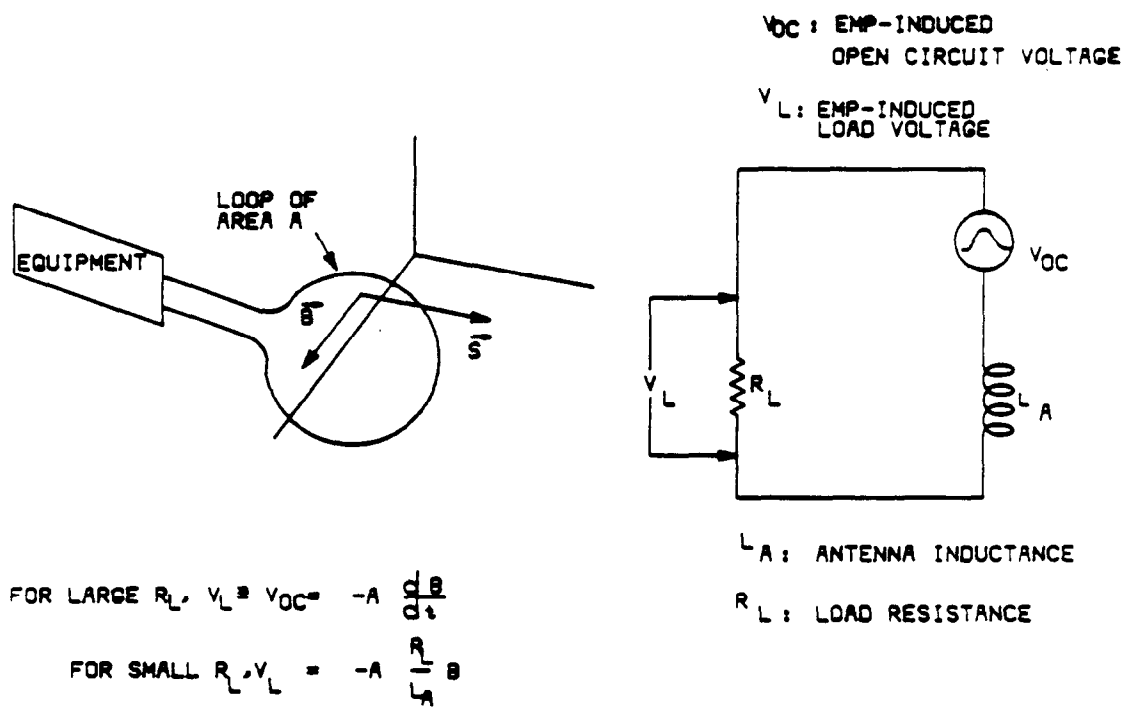 V_OC : EMP-INDUCED
OPEN CIRCUIT VOLTAGE
V_L : EMP-INDUCED
LOAD VOLTAGE
LOOP OF
AREA A
EQUIPMENT
B⃗
S⃗
V_OC
V_L
R_L
L_A
L_A : ANTENNA INDUCTANCE
R_L : LOAD RESISTANCE
FOR LARGE R_L, V_L ≅ V_OC = -A dB/dt
FOR SMALL R_L, V_L = -A R_L/L_A B